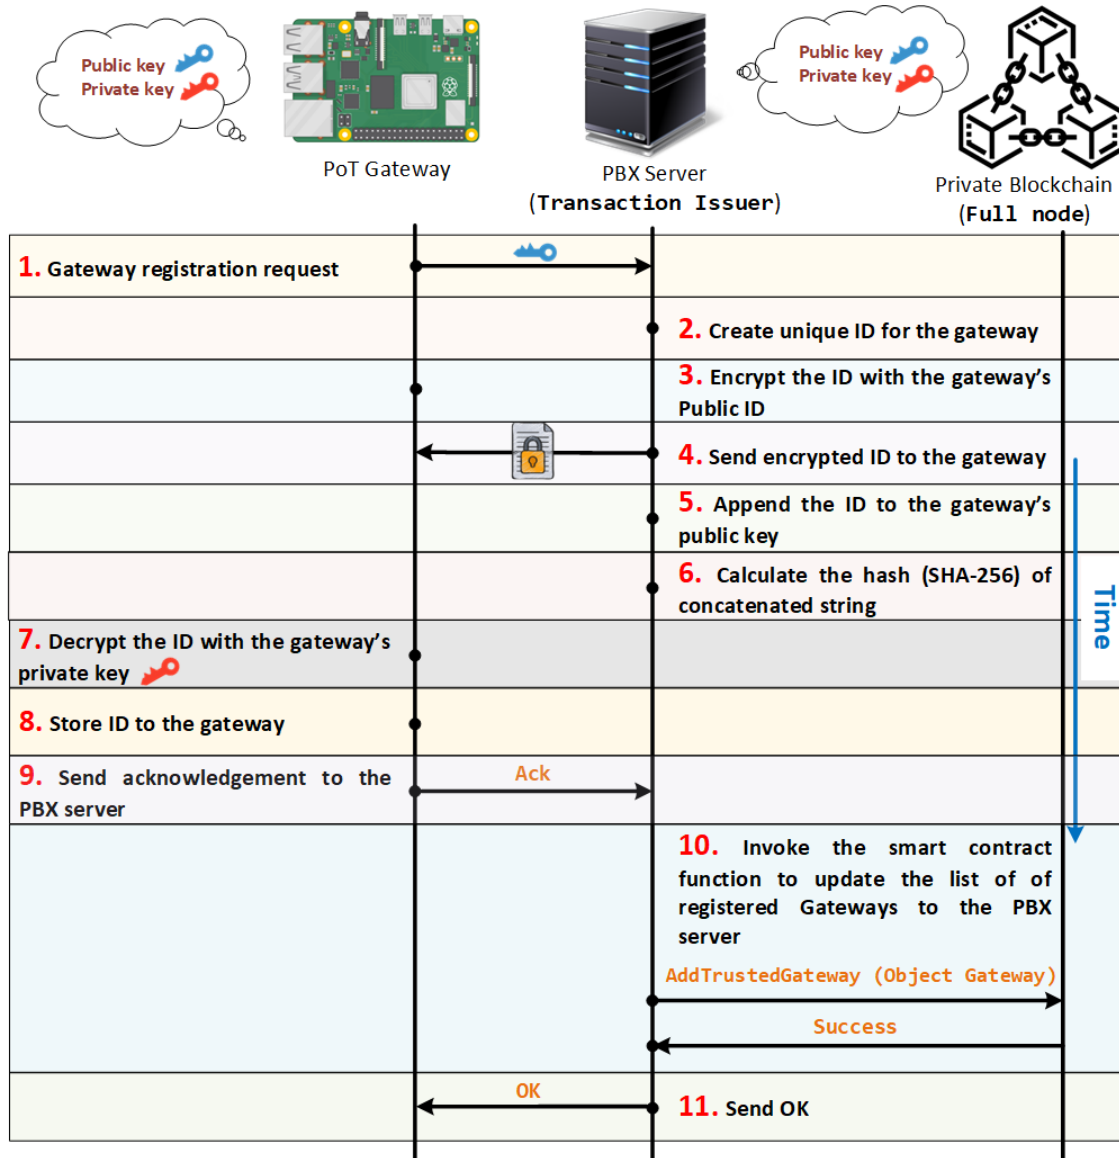 Public key
Private key
Public key
Private key
PoT Gateway
PBX Server
(Transaction Issuer)
Private Blockchain
(Full node)
1. Gateway registration request
2. Create unique ID for the gateway
3. Encrypt the ID with the gateway's
Public ID
4. Send encrypted ID to the gateway
5. Append the ID to the gateway's
public key
6. Calculate the hash (SHA-256) of
concatenated string
Time
7. Decrypt the ID with the gateway's
private key
8. Store ID to the gateway
9. Send acknowledgement to the
PBX server
Ack
10. Invoke the smart contract
function to update the list of of
registered Gateways to the PBX
server
AddTrustedGateway (Object Gateway)
Success
OK
11. Send OK